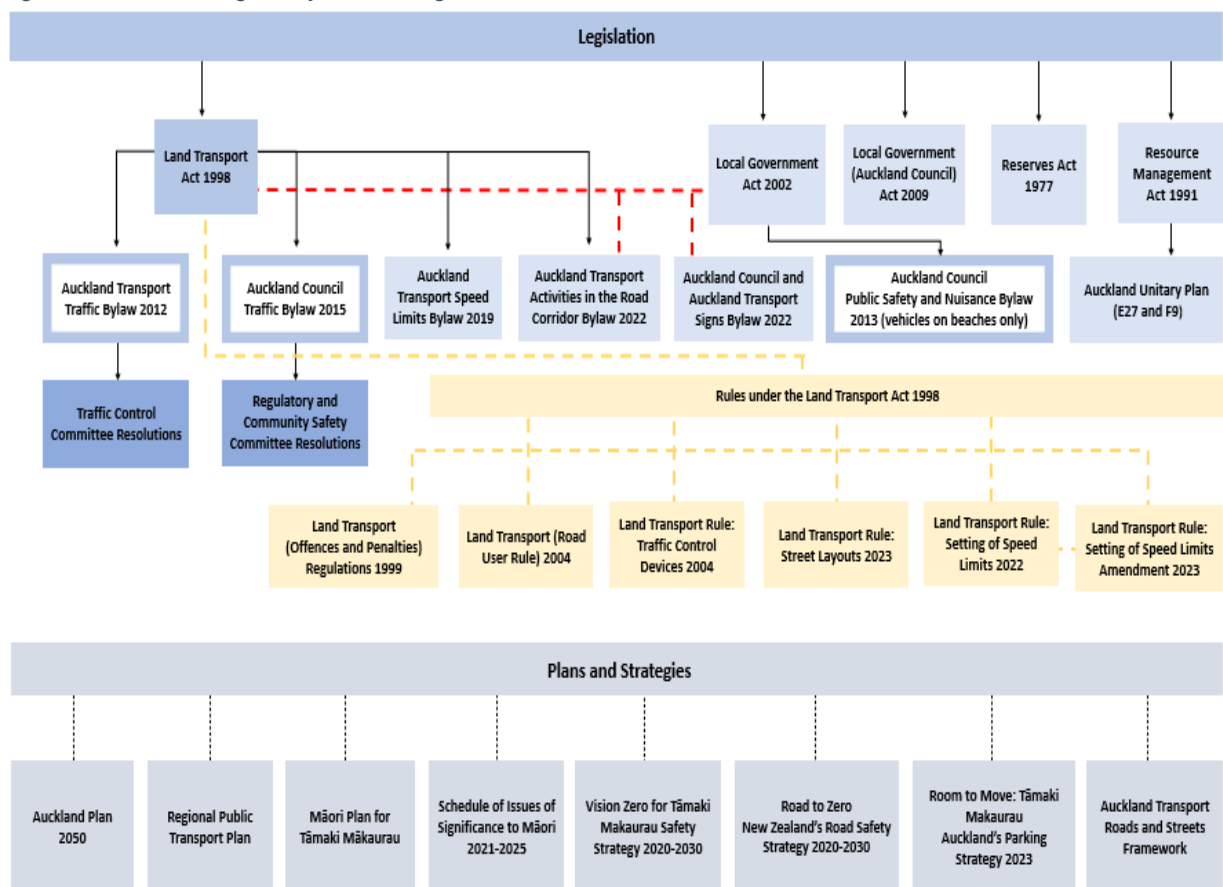 Legislation
Land Transport
Act 1998
Local Government
Act 2002
Local Government
(Auckland Council)
Act 2009
Reserves Act
1977
Resource
Management
Act 1991
Auckland Transport
Traffic Bylaw 2012
Auckland Council
Traffic Bylaw 2015
Auckland
Transport Speed
Limits Bylaw 2019
Auckland Transport
Activities in the Road
Corridor Bylaw 2022
Auckland Council and
Auckland Transport
Signs Bylaw 2022
Auckland Council
Public Safety and Nuisance Bylaw
2013 (vehicles on beaches only)
Auckland Unitary Plan
(E27 and F9)
Traffic Control
Committee Resolutions
Regulatory and
Community Safety
Committee Resolutions
Rules under the Land Transport Act 1998
Land Transport
(Offences and Penalties)
Regulations 1999
Land Transport (Road
User Rule) 2004
Land Transport Rule:
Traffic Control
Devices 2004
Land Transport Rule:
Street Layouts 2023
Land Transport Rule:
Setting of Speed
Limits 2022
Land Transport Rule:
Setting of Speed Limits
Amendment 2023
Plans and Strategies
Auckland Plan
2050
Regional Public
Transport Plan
Māori Plan for
Tāmaki Mākaurau
Schedule of Issues of
Significance to Māori
2021-2025
Vision Zero for Tāmaki
Makaurau Safety
Strategy 2020-2030
Road to Zero
New Zealand's Road Safety
Strategy 2020-2030
Room to Move: Tāmaki
Makaurau
Auckland's Parking
Strategy 2023
Auckland Transport
Roads and Streets
Framework